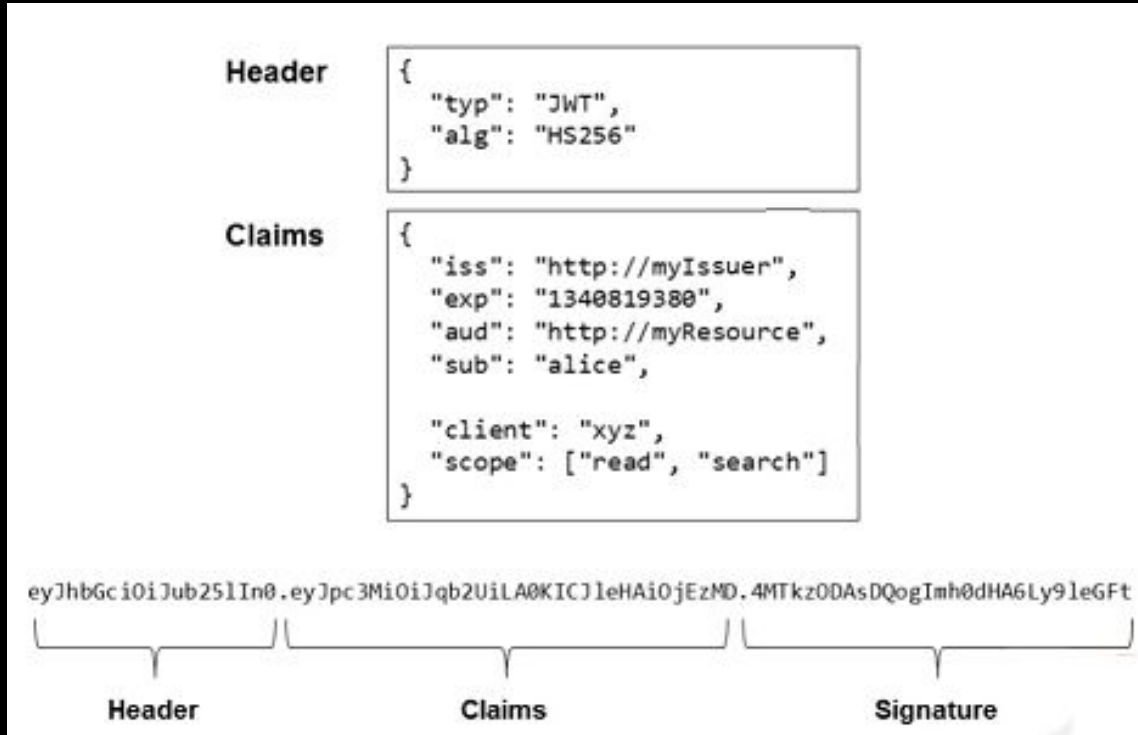 Header
{
"typ": "JWT",
"alg": "HS256"
}
Claims
{
"iss": "http://myIssuer",
"exp": "1340819380",
"aud": "http://myResource",
"sub": "alice",
"client": "xyz",
"scope": ["read", "search"]
}
eyJhbGciOiJub25lIn0.eyJpc3MiOiJqb2UiLA0KICJleHAiOjEzMD.4MTkzODAsDQogImh0dHA6Ly9leGFt
Header Claims Signature